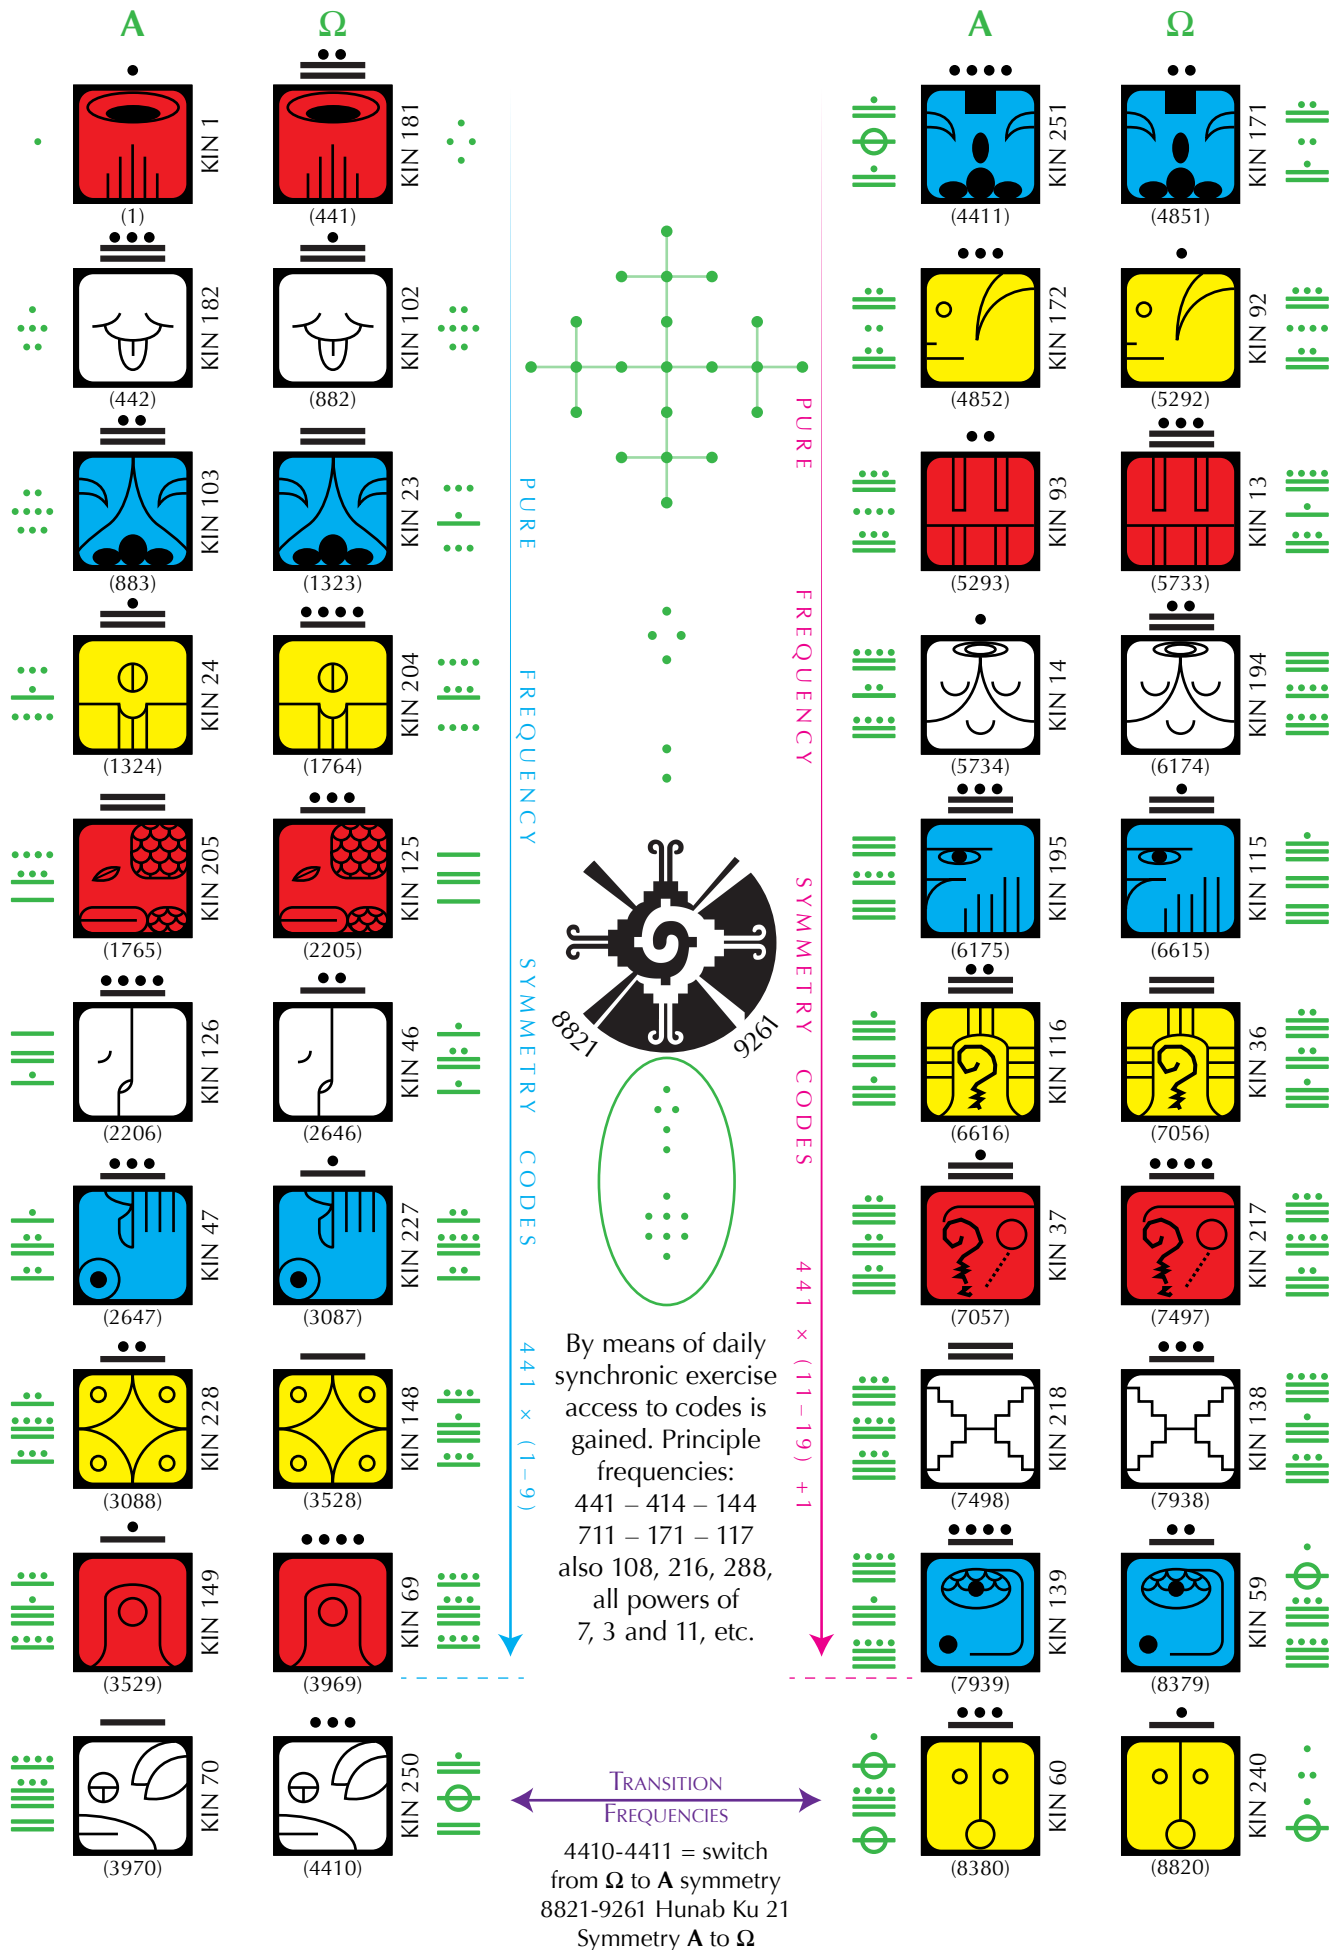 A Ω A Ω
KIN 1 KIN 181 KIN 251 KIN 171
(1) (441) (4411) (4851)
KIN 182 KIN 102 KIN 172 KIN 92
(442) (882) (4852) (5292)
KIN 103 KIN 23 KIN 93 KIN 13
(883) (1323) (5293) (5733)
KIN 24 KIN 204 KIN 14 KIN 194
(1324) (1764) (5734) (6174)
KIN 205 KIN 125 KIN 195 KIN 115
(1765) (2205) (6175) (6615)
KIN 126 KIN 46 KIN 116 KIN 36
(2206) (2646) (6616) (7056)
KIN 47 KIN 227 KIN 37 KIN 217
(2647) (3087) (7057) (7497)
KIN 228 KIN 148 KIN 218 KIN 138
(3088) (3528) (7498) (7938)
KIN 149 KIN 69 KIN 139 KIN 59
(3529) (3969) (7939) (8379)
KIN 70 KIN 250 KIN 60 KIN 240
(3970) (4410) (8380) (8820)
PURE FREQUENCY SYMMETRY CODES 441 × (1–9)
PURE FREQUENCY SYMMETRY CODES 441 × (11–19) +1
8821 9261
By means of daily
synchronic exercise
access to codes is
gained. Principle
frequencies:
441 – 414 – 144
711 – 171 – 117
also 108, 216, 288,
all powers of
7, 3 and 11, etc.
TRANSITION
FREQUENCIES
4410-4411 = switch
from Ω to A symmetry
8821-9261 Hunab Ku 21
Symmetry A to Ω